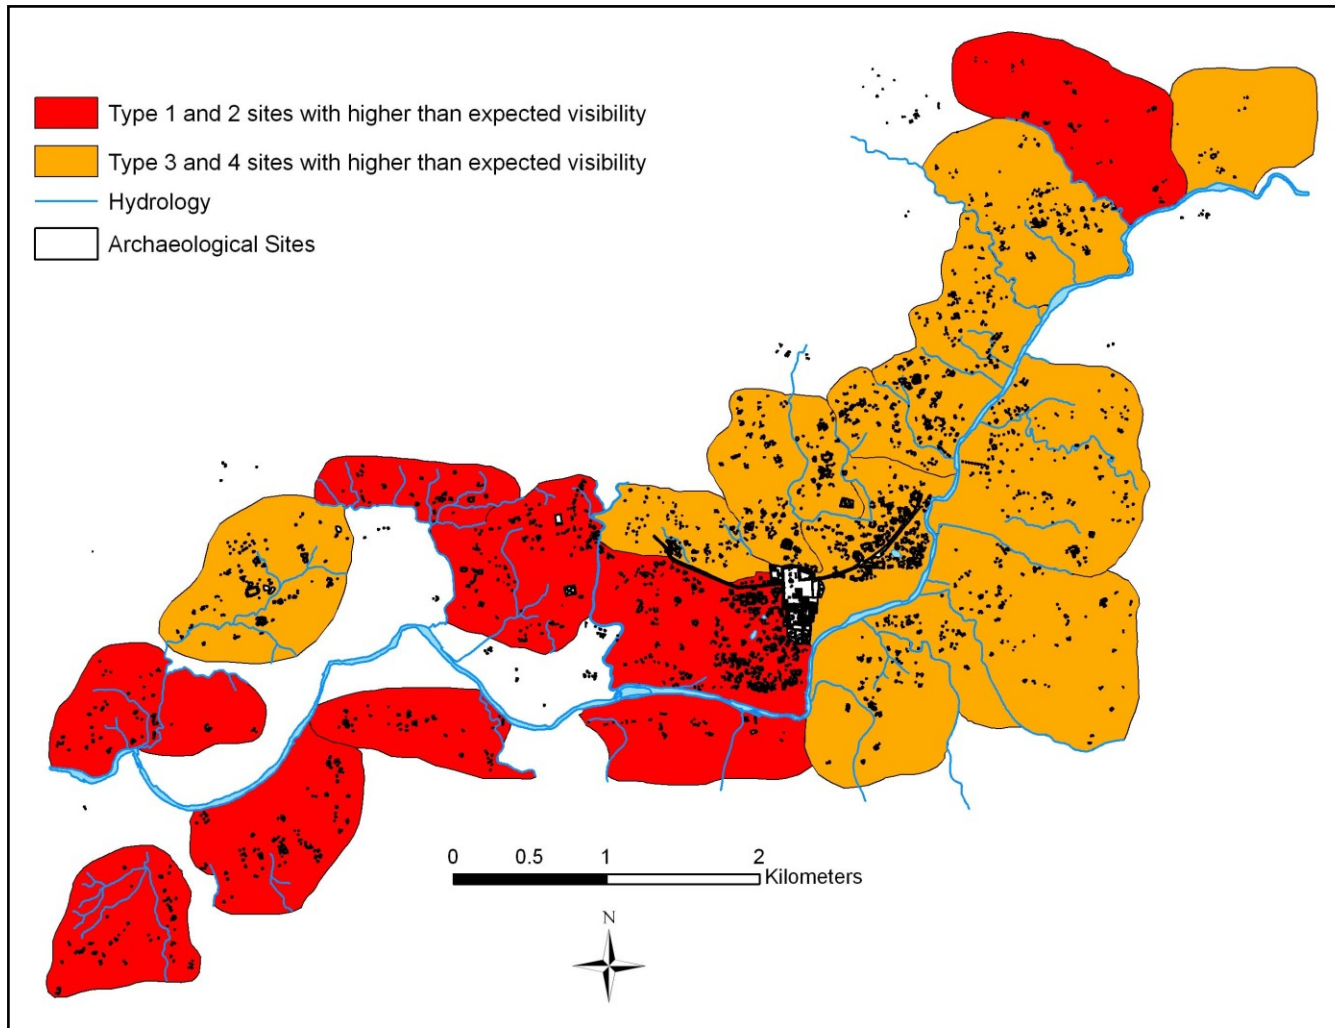 Type 1 and 2 sites with higher than expected visibility
Type 3 and 4 sites with higher than expected visibility
Hydrology
Archaeological Sites
0 0.5 1 2
Kilometers
N